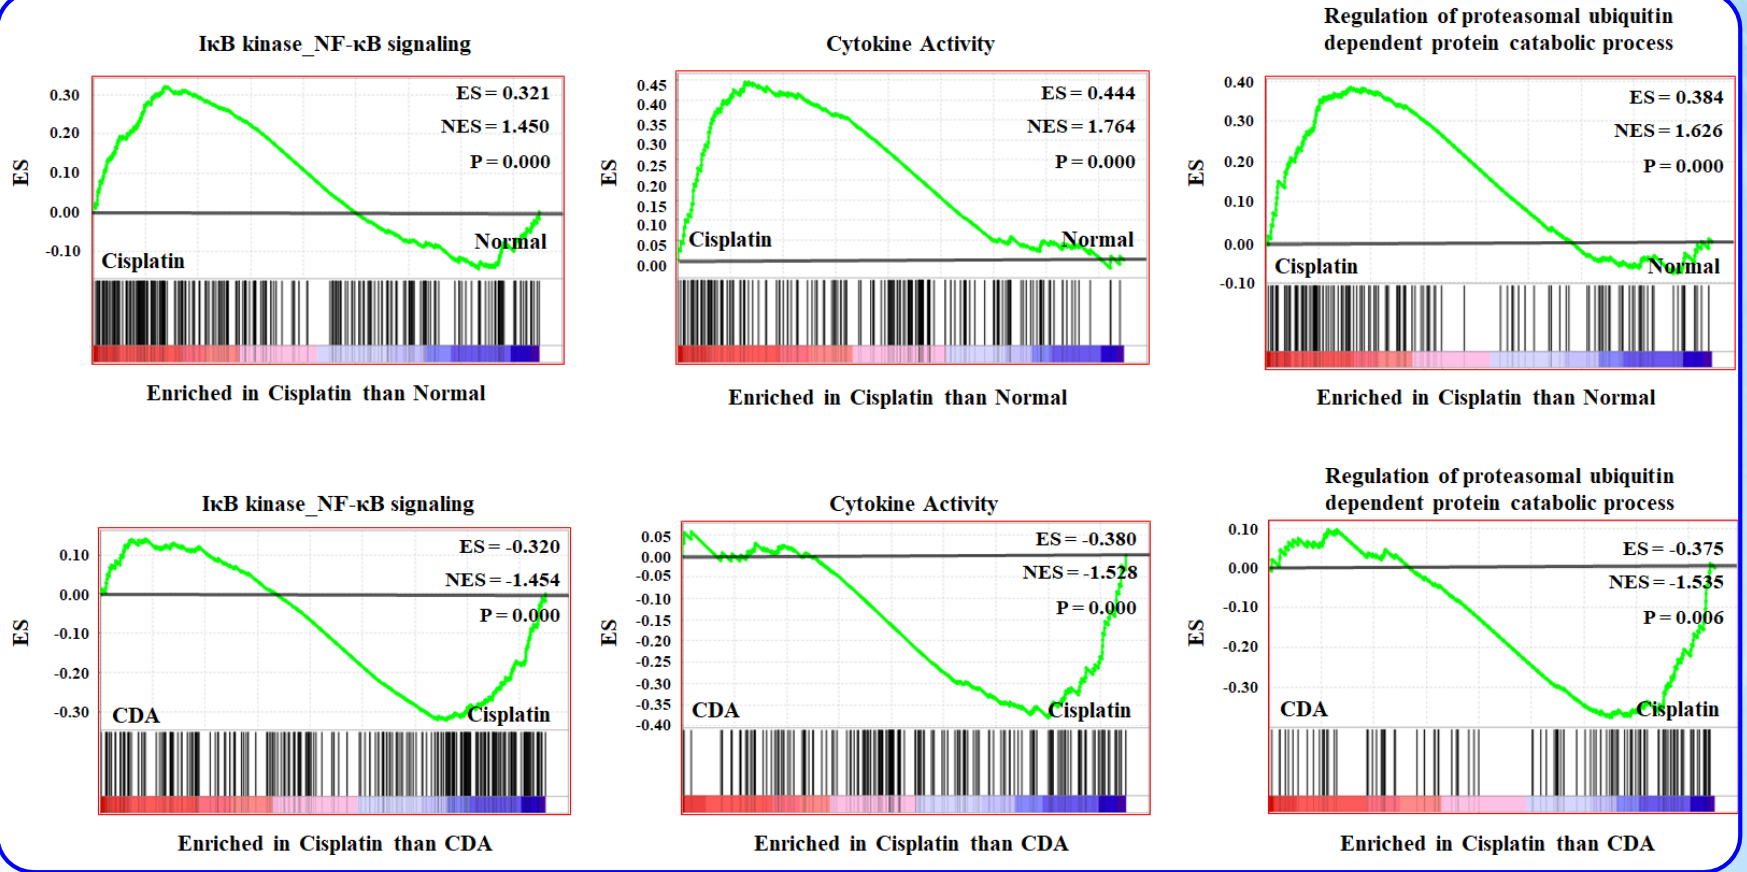 IκB kinase_NF-κB signaling
ES
0.30
0.20
0.10
0.00
-0.10
ES = 0.321
NES = 1.450
P = 0.000
Cisplatin
Normal
Enriched in Cisplatin than Normal
Cytokine Activity
ES
0.45
0.40
0.35
0.30
0.25
0.20
0.15
0.10
0.05
0.00
ES = 0.444
NES = 1.764
P = 0.000
Cisplatin
Normal
Enriched in Cisplatin than Normal
Regulation of proteasomal ubiquitin
dependent protein catabolic process
ES
0.40
0.30
0.20
0.10
0.00
-0.10
ES = 0.384
NES = 1.626
P = 0.000
Cisplatin
Normal
Enriched in Cisplatin than Normal
IκB kinase_NF-κB signaling
ES
0.10
0.00
-0.10
-0.20
-0.30
ES = -0.320
NES = -1.454
P = 0.000
CDA
Cisplatin
Enriched in Cisplatin than CDA
Cytokine Activity
ES
0.05
0.00
-0.05
-0.10
-0.15
-0.20
-0.25
-0.30
-0.35
-0.40
ES = -0.380
NES = -1.528
P = 0.000
CDA
Cisplatin
Enriched in Cisplatin than CDA
Regulation of proteasomal ubiquitin
dependent protein catabolic process
ES
0.10
0.00
-0.10
-0.20
-0.30
ES = -0.375
NES = -1.535
P = 0.006
CDA
Cisplatin
Enriched in Cisplatin than CDA